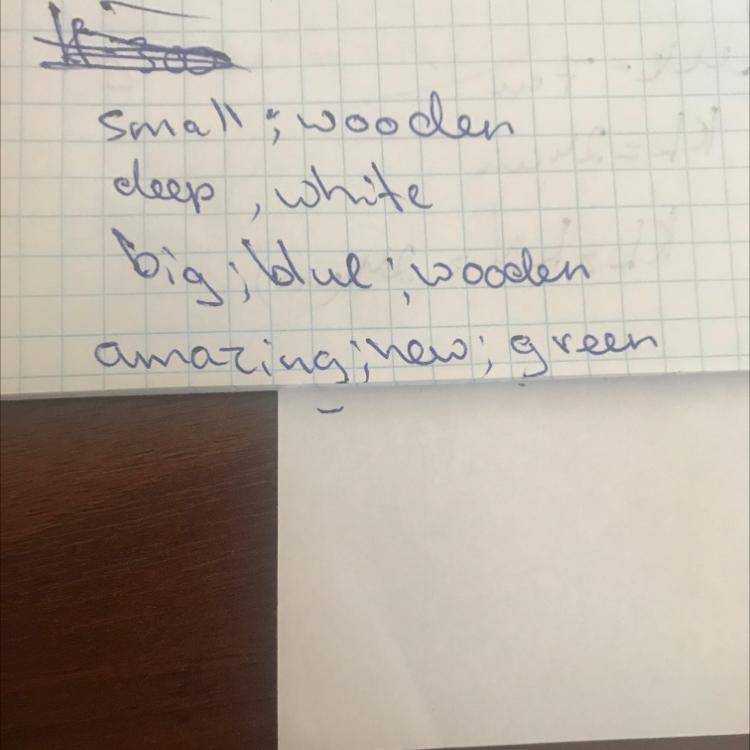 small; wooden
deep, white
big; blue; wooden
amazing; new; green